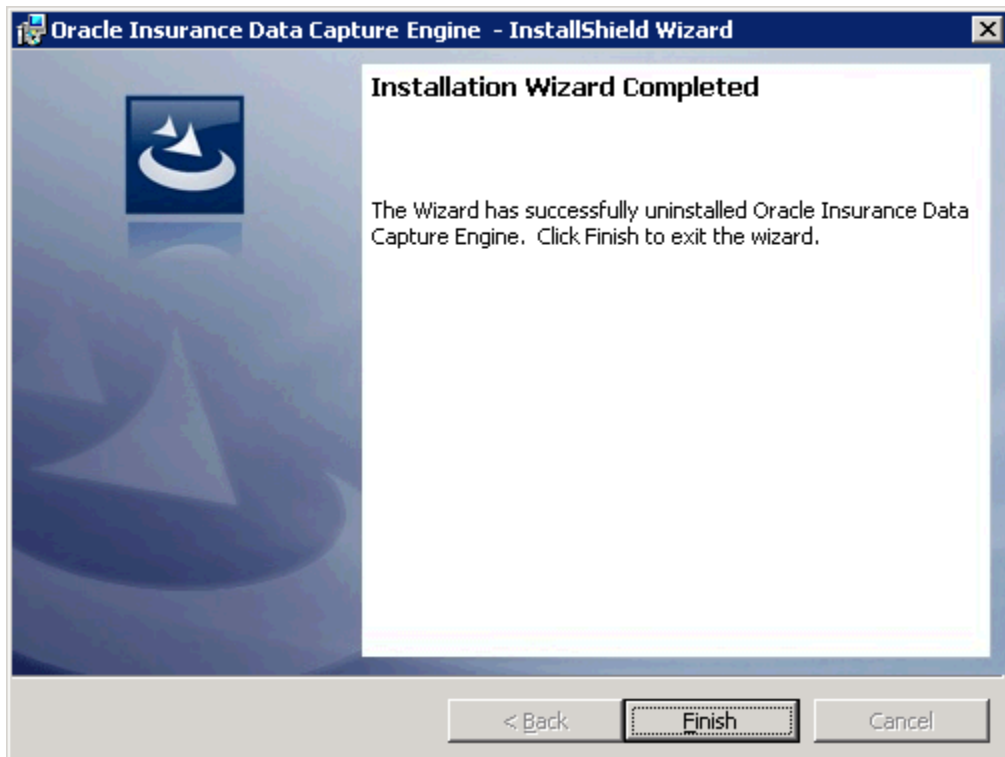 Oracle Insurance Data Capture Engine - InstallShield Wizard
Installation Wizard Completed
The Wizard has successfully uninstalled Oracle Insurance Data
Capture Engine. Click Finish to exit the wizard.
< Back
Finish
Cancel